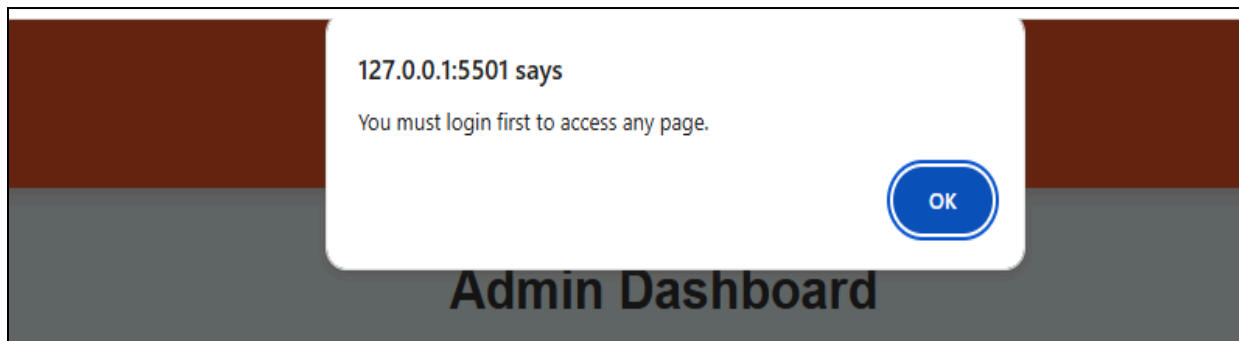 127.0.0.1:5501 says
You must login first to access any page.
OK
Admin Dashboard